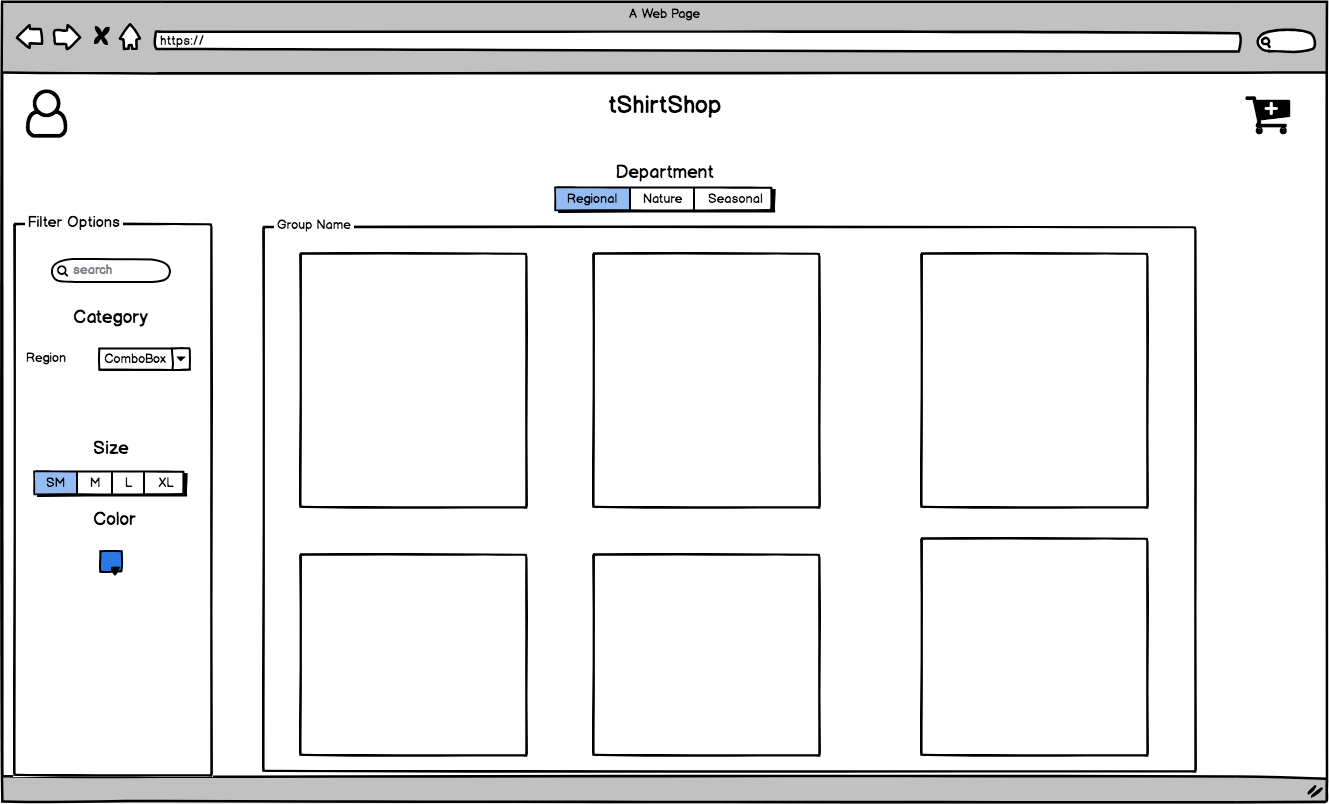 A Web Page
https://
tShirtShop
Department
Regional Nature Seasonal
Filter Options
search
Category
Region ComboBox
Size
SM M L XL
Color
Group Name